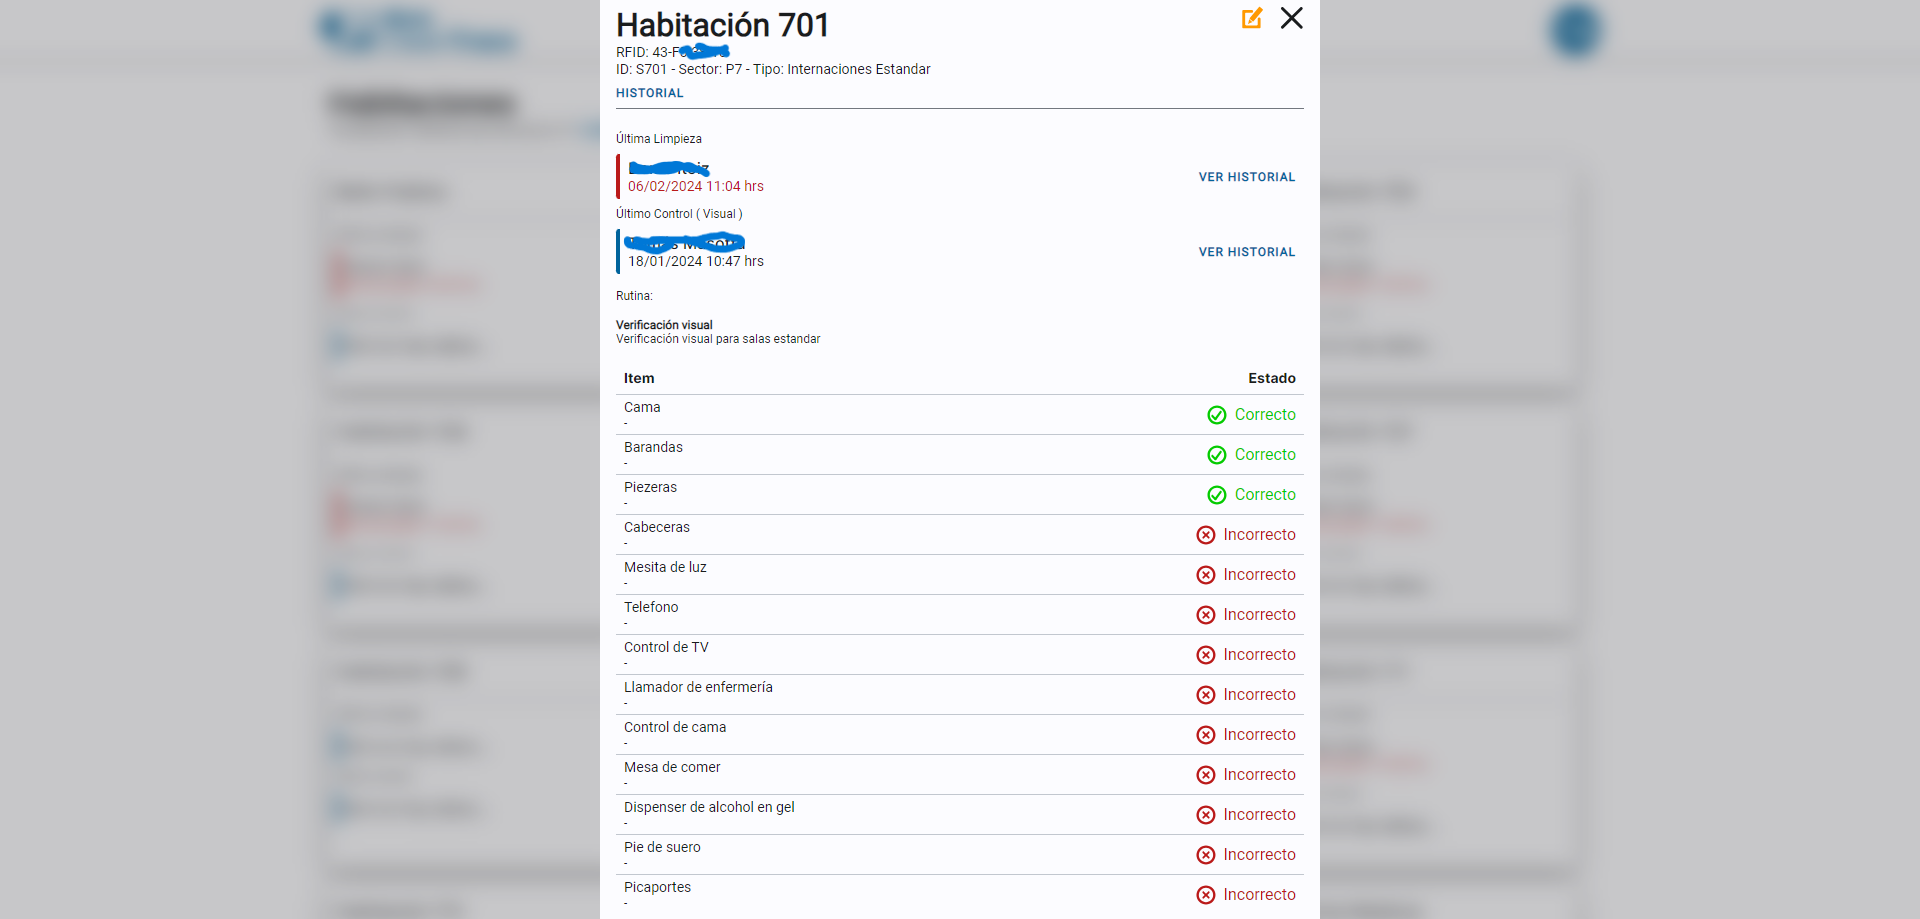 Habitación 701
RFID: 43-F
ID: S701 - Sector: P7 - Tipo: Internaciones Estandar
HISTORIAL
Última Limpieza
06/02/2024 11:04 hrs
VER HISTORIAL
Último Control ( Visual )
18/01/2024 10:47 hrs
VER HISTORIAL
Rutina:
Verificación visual
Verificación visual para salas estandar
Item Estado
Cama
-
Correcto
Barandas
-
Correcto
Piezeras
-
Correcto
Cabeceras
-
Incorrecto
Mesita de luz
-
Incorrecto
Telefono
-
Incorrecto
Control de TV
-
Incorrecto
Llamador de enfermería
-
Incorrecto
Control de cama
-
Incorrecto
Mesa de comer
-
Incorrecto
Dispenser de alcohol en gel
-
Incorrecto
Pie de suero
-
Incorrecto
Picaportes
-
Incorrecto